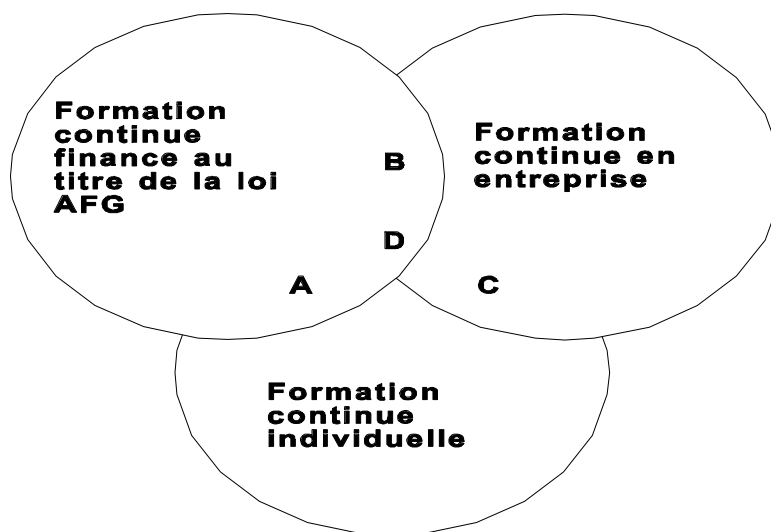 Formation
continue
finance au
titre de la loi
AFG
B
Formation
continue en
entreprise
D
A
C
Formation
continue
individuelle